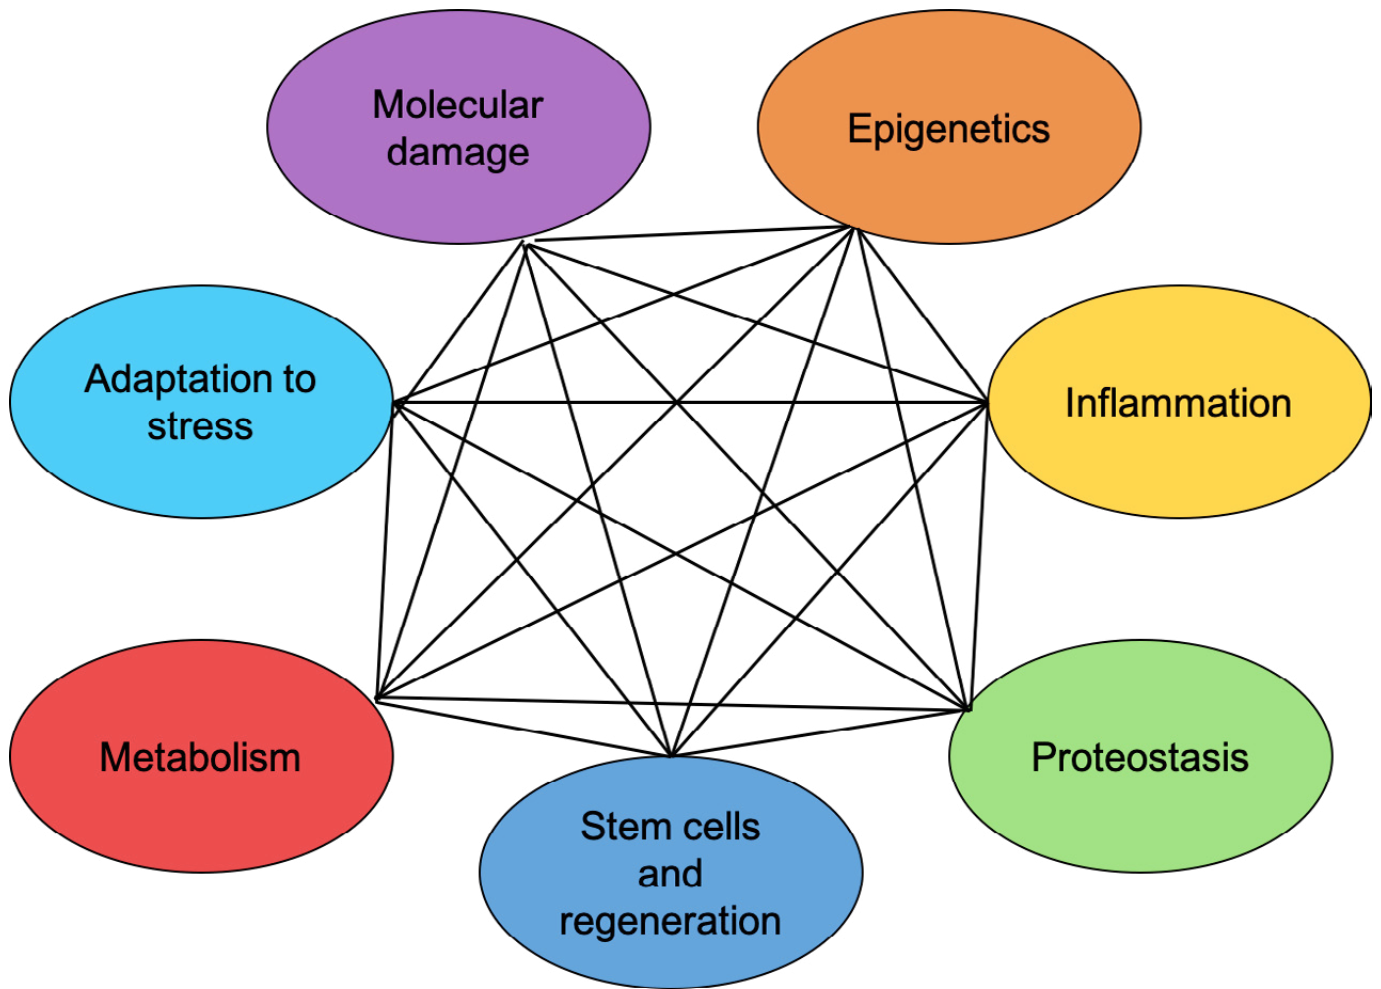 Molecular
damage
Epigenetics
Adaptation to
stress
Inflammation
Metabolism
Proteostasis
Stem cells
and
regeneration